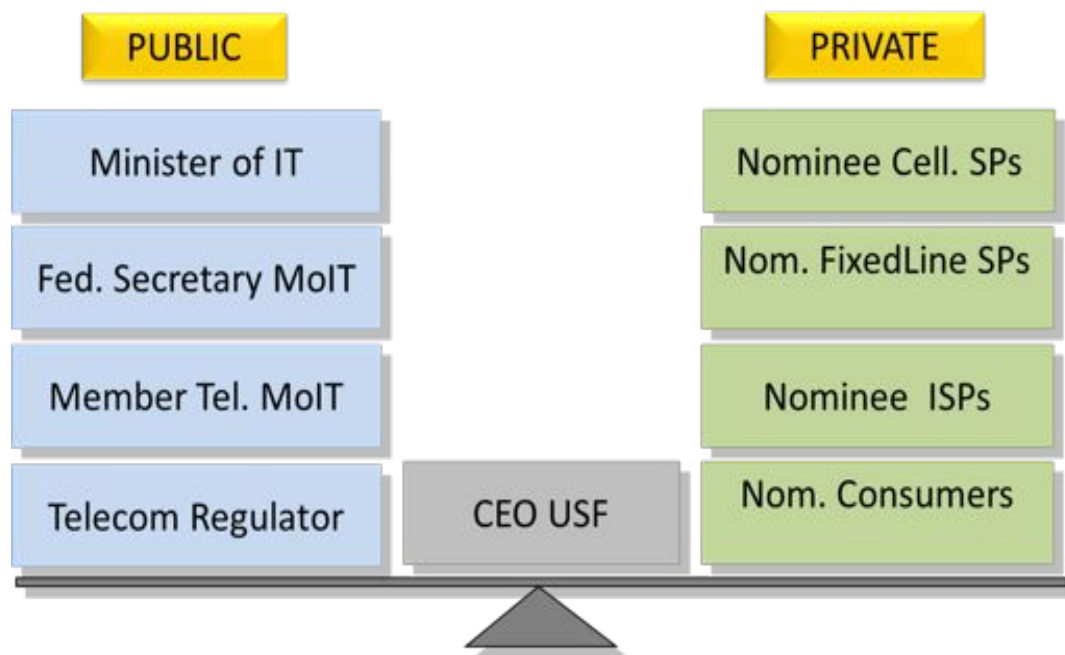 PUBLIC
PRIVATE
Minister of IT
Nominee Cell. SPs
Fed. Secretary MoIT
Nom. FixedLine SPs
Member Tel. MoIT
Nominee ISPs
Telecom Regulator
CEO USF
Nom. Consumers